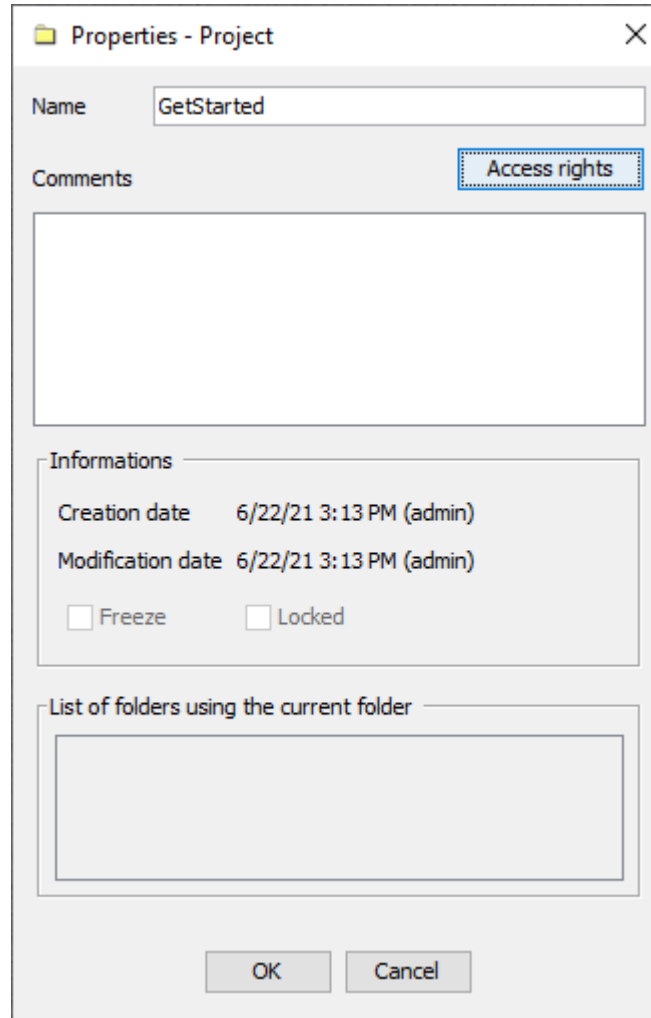 Properties - Project
Name GetStarted
Access rights
Comments
Informations
Creation date 6/22/21 3:13 PM (admin)
Modification date 6/22/21 3:13 PM (admin)
Freeze Locked
List of folders using the current folder
OK Cancel